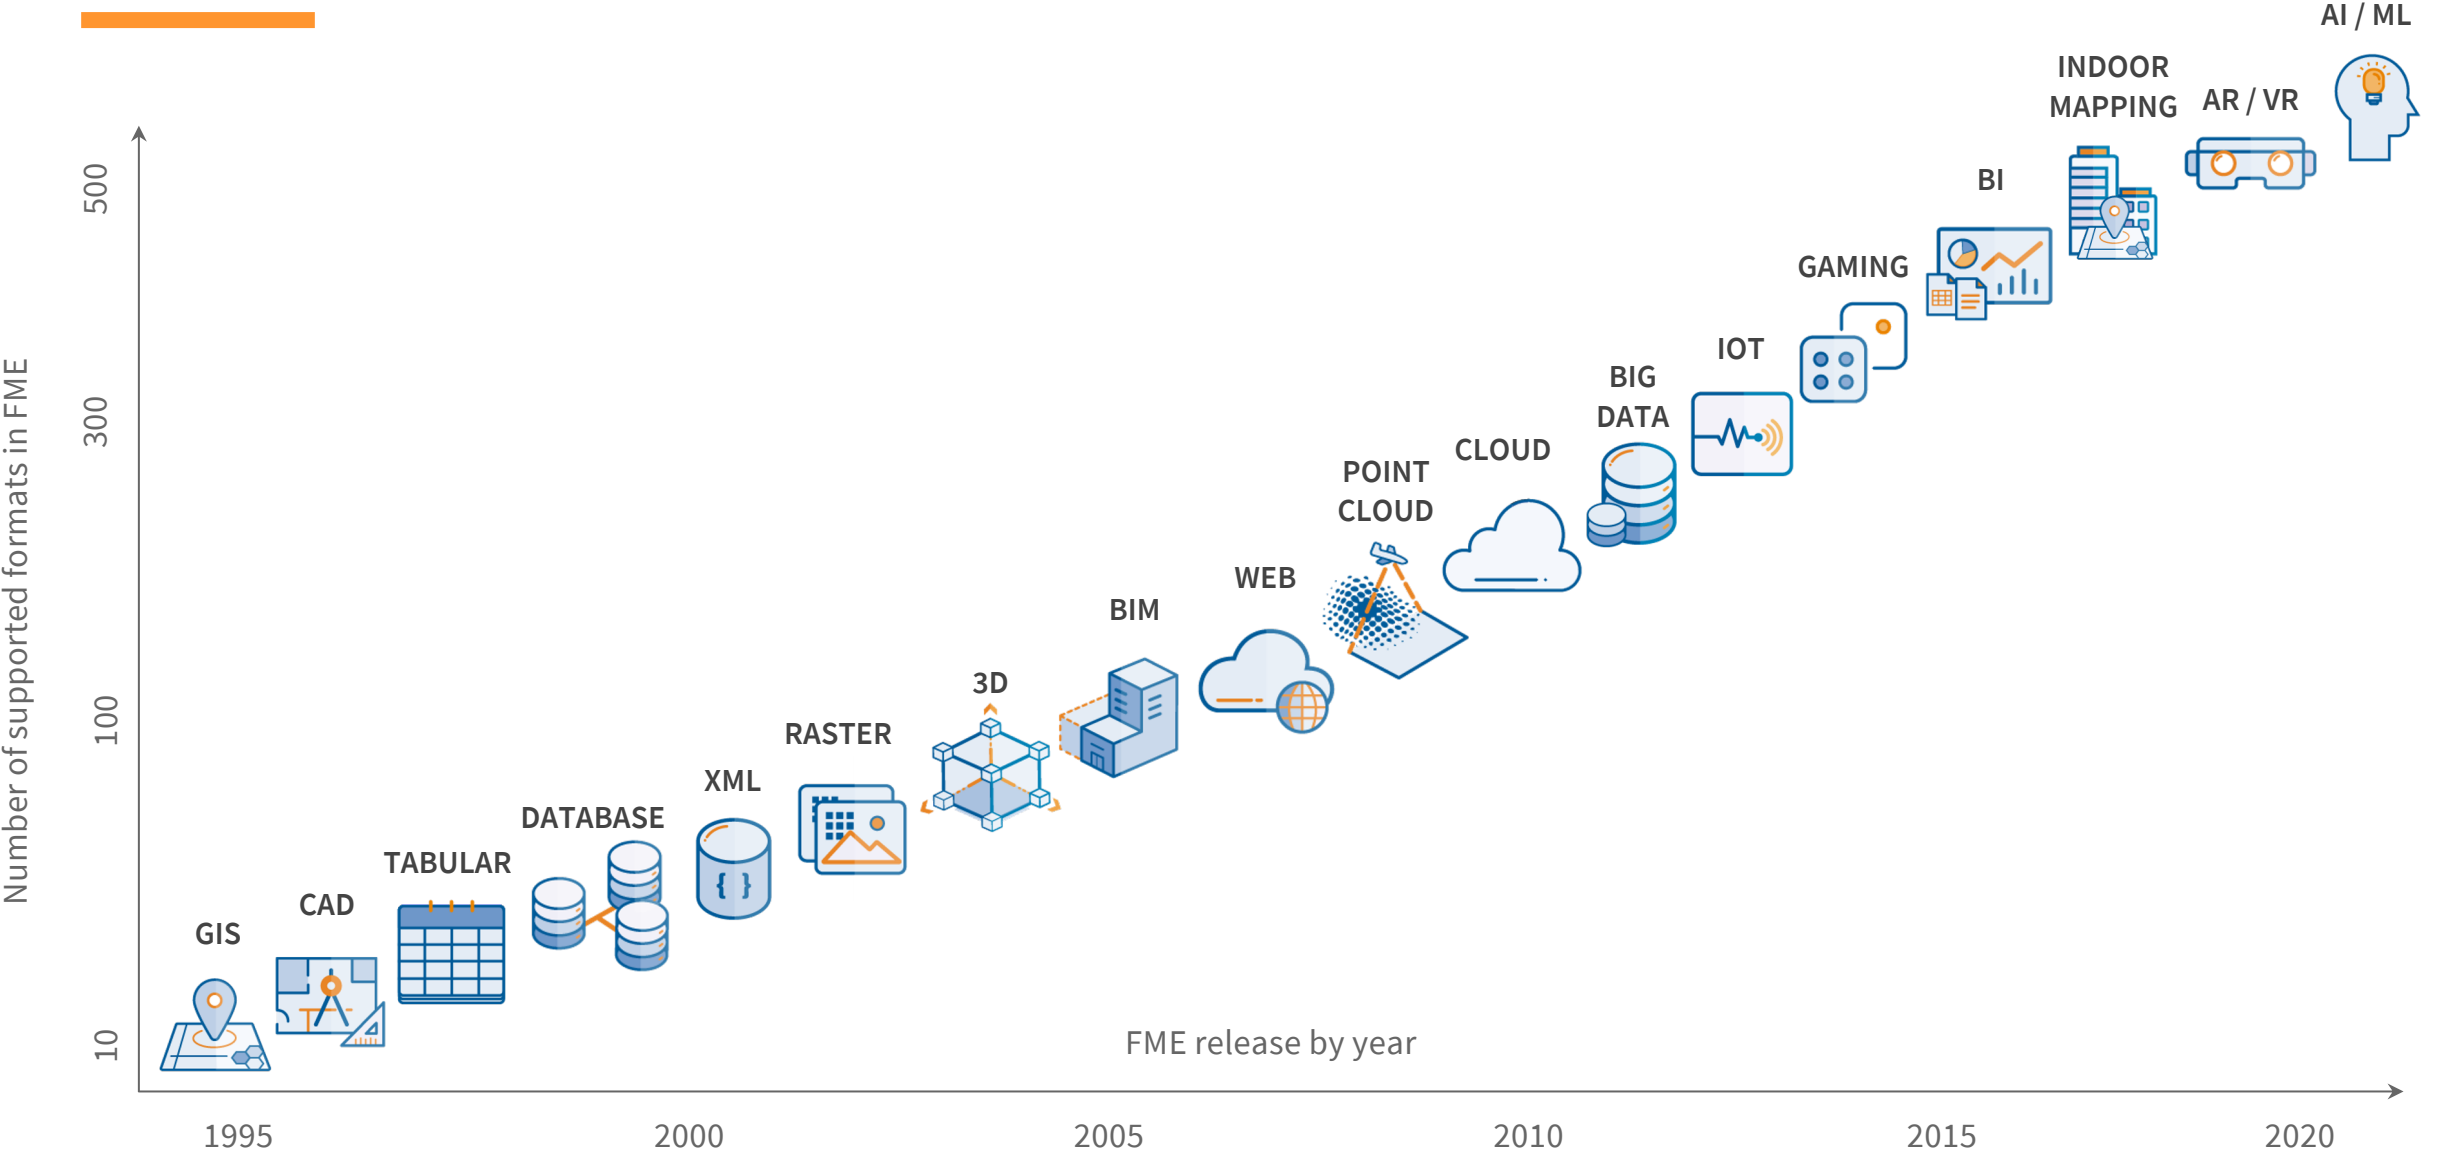 AI / ML
INDOOR
MAPPING
AR / VR
BI
GAMING
IOT
BIG
DATA
CLOUD
POINT
CLOUD
WEB
BIM
3D
RASTER
XML
DATABASE
TABULAR
CAD
GIS
Number of supported formats in FME
500
300
100
10
FME release by year
1995
2000
2005
2010
2015
2020